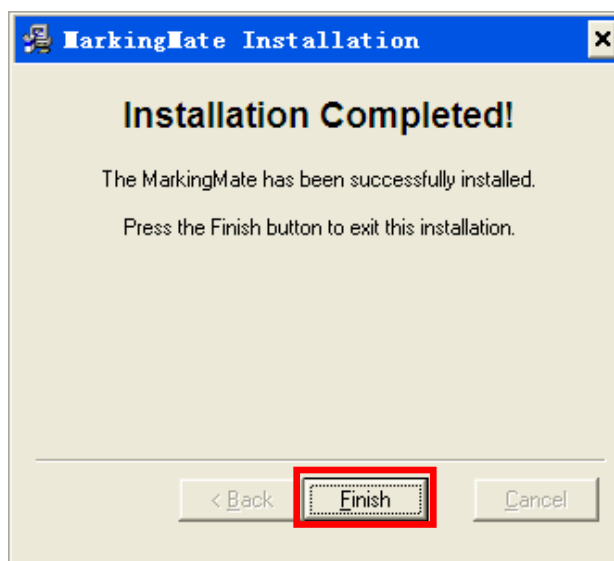 MarkingMate Installation
Installation Completed!
The MarkingMate has been successfully installed.
Press the Finish button to exit this installation.
< Back Finish Cancel